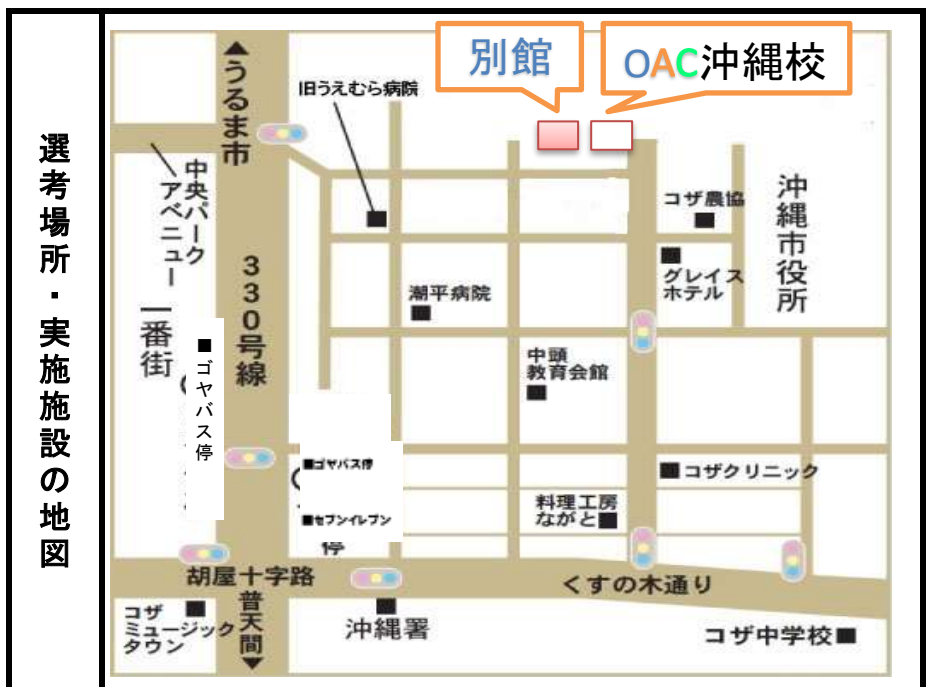 選考場所・実施施設の地図
▲うるま市
旧うえむら病院
別館
OAC沖縄校
中央パーク
アベニュー
コザ農協
沖縄市役所
グレイス
ホテル
330号線
潮平病院
一番街
■ゴヤバス停
中頭
教育会館
■ゴヤバス停
■コザクリニック
料理工房
ながと■
■セブンイレブン
停
胡屋十字路
くすの木通り
普天間▼
コザ
ミュージック
タウン
沖縄署
コザ中学校■